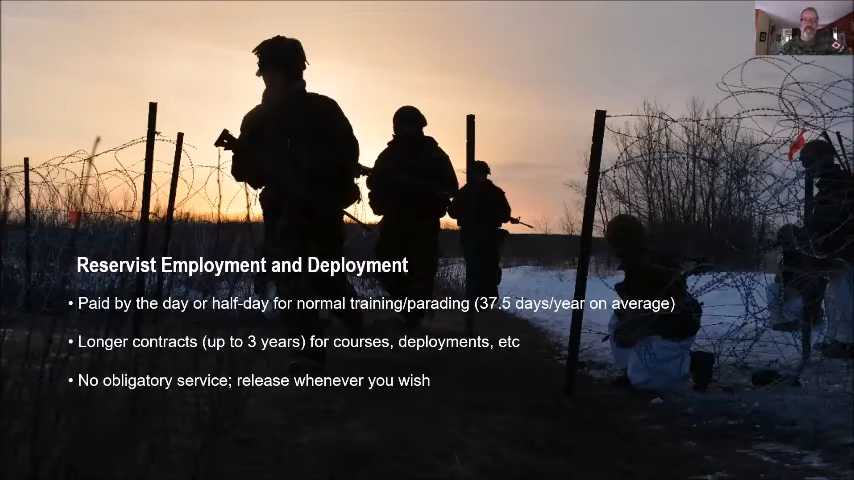 Reservist Employment and Deployment
• Paid by the day or half-day for normal training/parading (37.5 days/year on average)
• Longer contracts (up to 3 years) for courses, deployments, etc
• No obligatory service; release whenever you wish